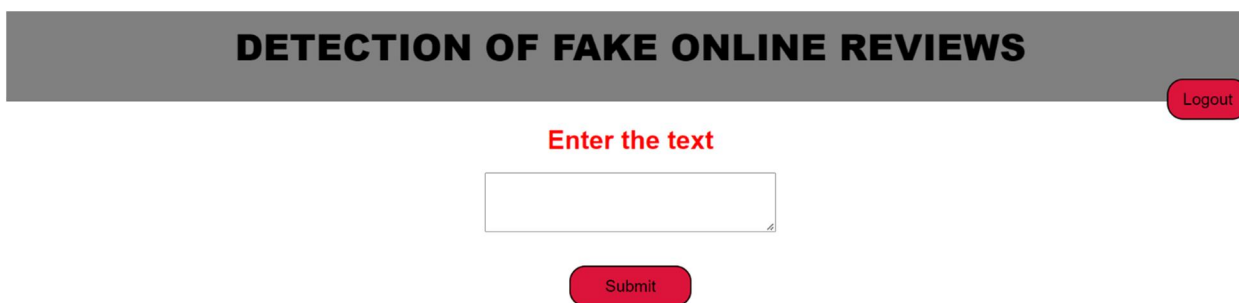 DETECTION OF FAKE ONLINE REVIEWS
Logout
Enter the text
Submit